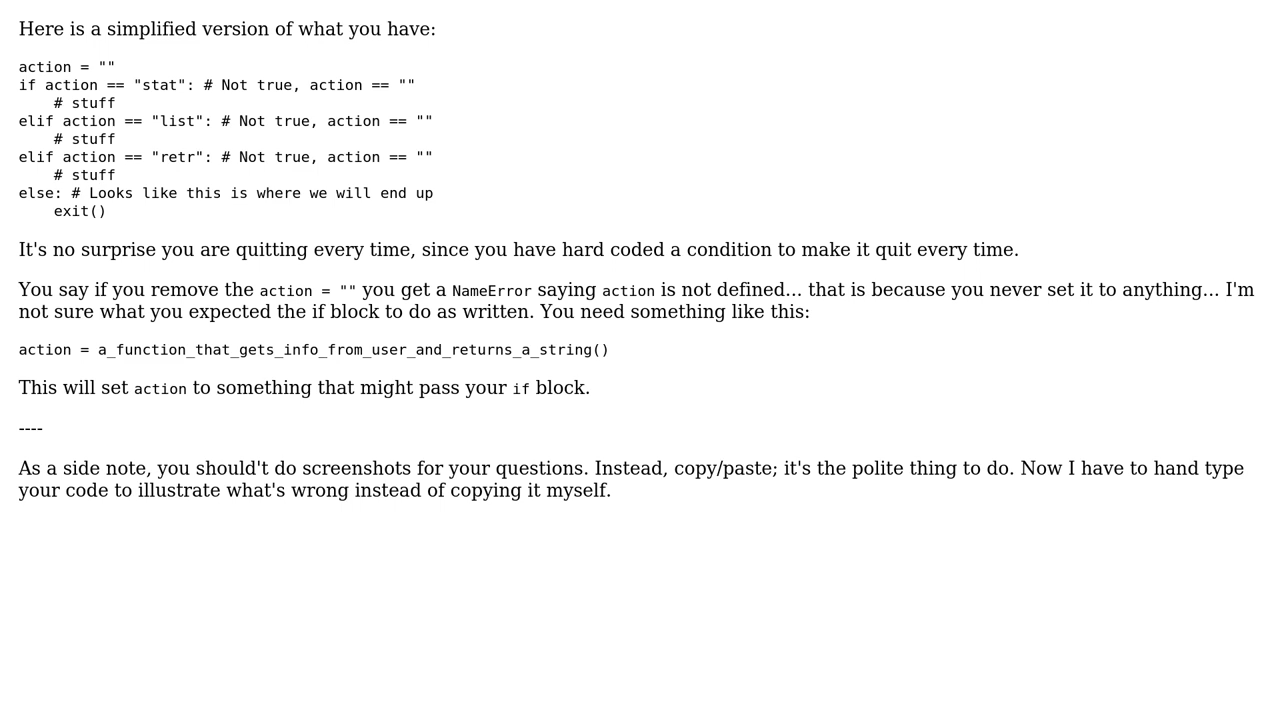 Here is a simplified version of what you have:
action = ""
if action == "stat": # Not true, action == ""
    # stuff
elif action == "list": # Not true, action == ""
    # stuff
elif action == "retr": # Not true, action == ""
    # stuff
else: # Looks like this is where we will end up
    exit()
It's no surprise you are quitting every time, since you have hard coded a condition to make it quit every time.
You say if you remove the action = "" you get a NameError saying action is not defined... that is because you never set it to anything... I'm
not sure what you expected the if block to do as written. You need something like this:
action = a_function_that_gets_info_from_user_and_returns_a_string()
This will set action to something that might pass your if block.
----
As a side note, you should't do screenshots for your questions. Instead, copy/paste; it's the polite thing to do. Now I have to hand type
your code to illustrate what's wrong instead of copying it myself.